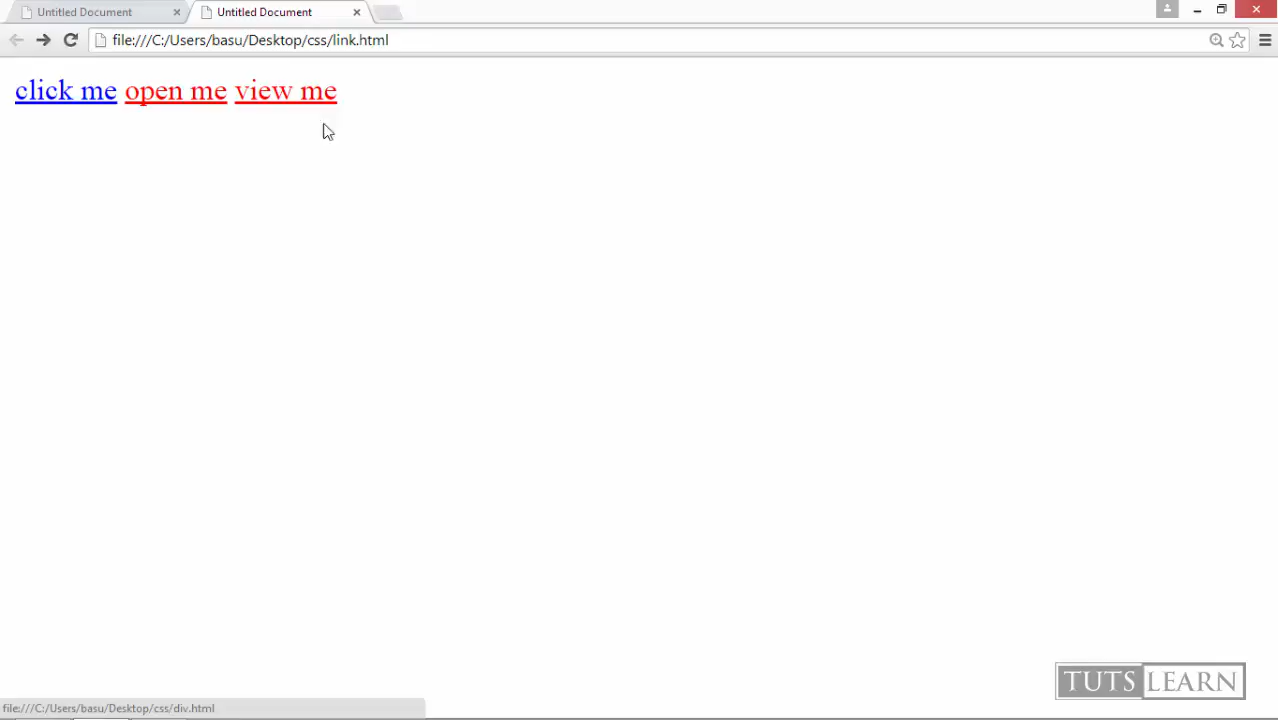 Untitled Document
Untitled Document
file:///C:/Users/basu/Desktop/css/link.html
click me open me view me
TUTS LEARN
file:///C:/Users/basu/Desktop/css/div.html